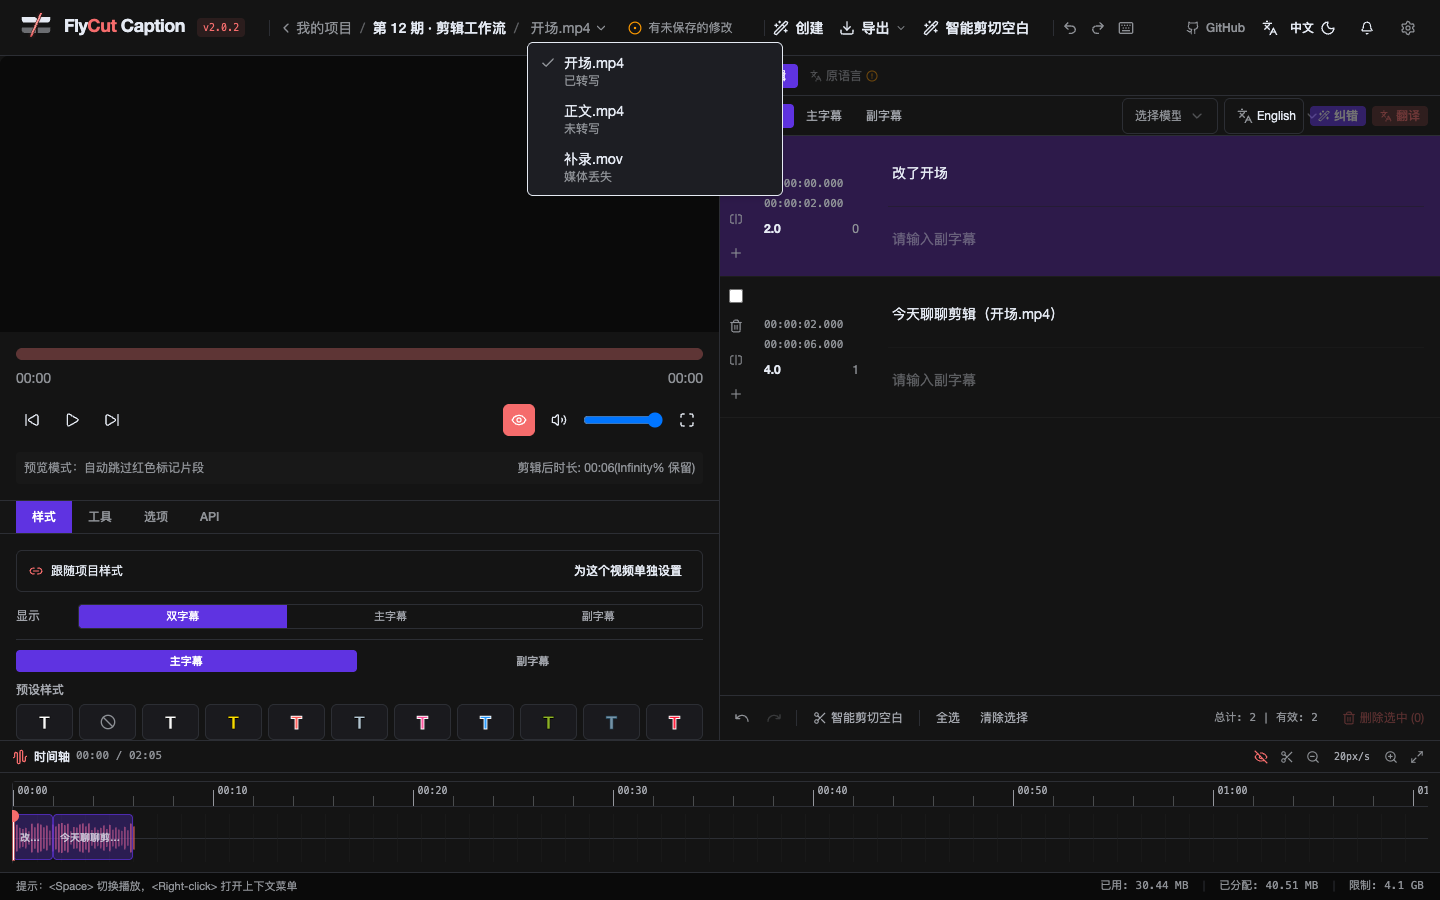 FlyCut Caption v2.0.2 我的项目 / 第 12 期 · 剪辑工作流 / 开场.mp4 有未保存的修改 创建 导出 智能剪切空白 GitHub 中文
开场.mp4
已转写
正文.mp4
未转写
补录.mov
媒体丢失
原语言
主字幕 副字幕 选择模型 English 纠错 翻译
00:00:00.000
00:00:02.000
2.0 0
改了开场
请输入副字幕
00:00:02.000
00:00:06.000
4.0 1
今天聊聊剪辑（开场.mp4）
请输入副字幕
00:00 00:00
预览模式：自动跳过红色标记片段 剪辑后时长: 00:06(Infinity% 保留)
样式 工具 选项 API
跟随项目样式 为这个视频单独设置
显示 双字幕 主字幕 副字幕
主字幕 副字幕
预设样式
T T T T T T T T T T
智能剪切空白 全选 清除选择 总计: 2 | 有效: 2 删除选中 (0)
时间轴 00:00 / 02:05 20px/s
00:00 00:10 00:20 00:30 00:40 00:50 01:00
改... 今天聊聊剪...
提示：<Space> 切换播放，<Right-click> 打开上下文菜单 已用: 30.44 MB 已分配: 40.51 MB 限制: 4.1 GB